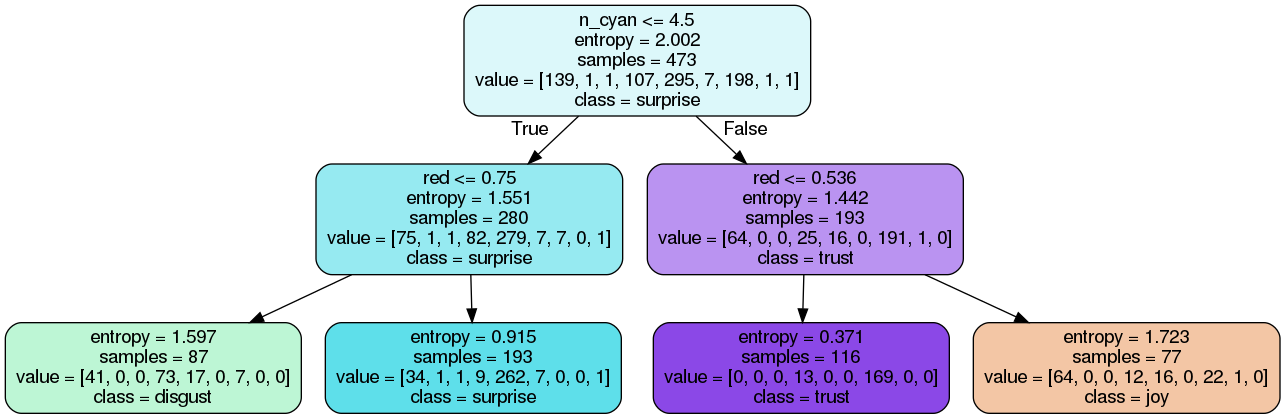 n_cyan <= 4.5
entropy = 2.002
samples = 473
value = [139, 1, 1, 107, 295, 7, 198, 1, 1]
class = surprise
True
False
red <= 0.75
entropy = 1.551
samples = 280
value = [75, 1, 1, 82, 279, 7, 7, 0, 1]
class = surprise
red <= 0.536
entropy = 1.442
samples = 193
value = [64, 0, 0, 25, 16, 0, 191, 1, 0]
class = trust
entropy = 1.597
samples = 87
value = [41, 0, 0, 73, 17, 0, 7, 0, 0]
class = disgust
entropy = 0.915
samples = 193
value = [34, 1, 1, 9, 262, 7, 0, 0, 1]
class = surprise
entropy = 0.371
samples = 116
value = [0, 0, 0, 13, 0, 0, 169, 0, 0]
class = trust
entropy = 1.723
samples = 77
value = [64, 0, 0, 12, 16, 0, 22, 1, 0]
class = joy